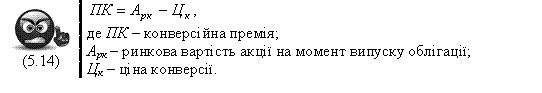 ПК = Арк − Цк ,
де ПК – конверсійна премія;
Арк – ринкова вартість акції на момент випуску облігації;
(5.14)
Цк – ціна конверсії.